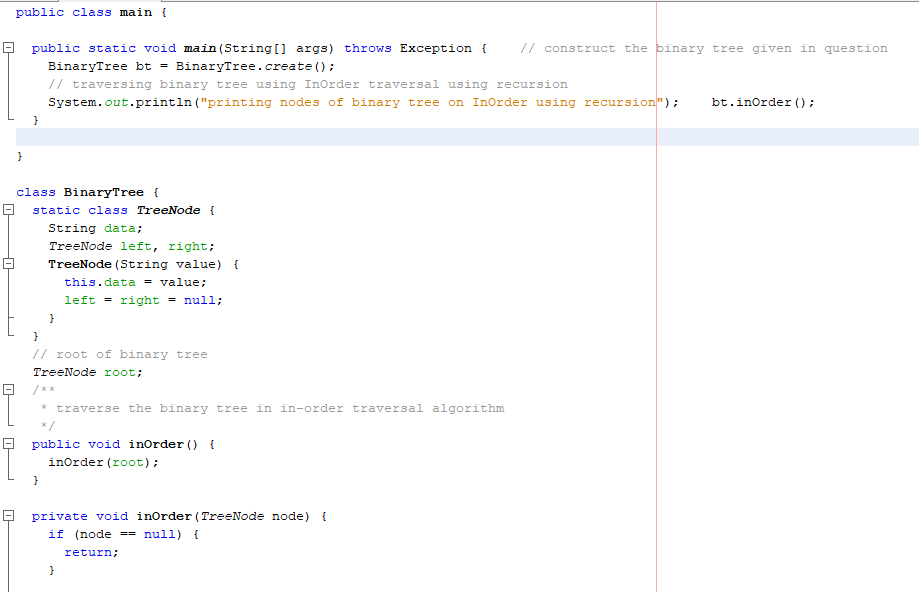 public class main {
public static void main(String[] args) throws Exception {    // construct the binary tree given in question
BinaryTree bt = BinaryTree.create();
// traversing binary tree using InOrder traversal using recursion
System.out.println("printing nodes of binary tree on InOrder using recursion");    bt.inOrder();
}
}
class BinaryTree {
static class TreeNode {
String data;
TreeNode left, right;
TreeNode(String value) {
this.data = value;
left = right = null;
}
}
// root of binary tree
TreeNode root;
/**
* traverse the binary tree in in-order traversal algorithm
*/
public void inOrder() {
inOrder(root);
}
private void inOrder(TreeNode node) {
if (node == null) {
return;
}